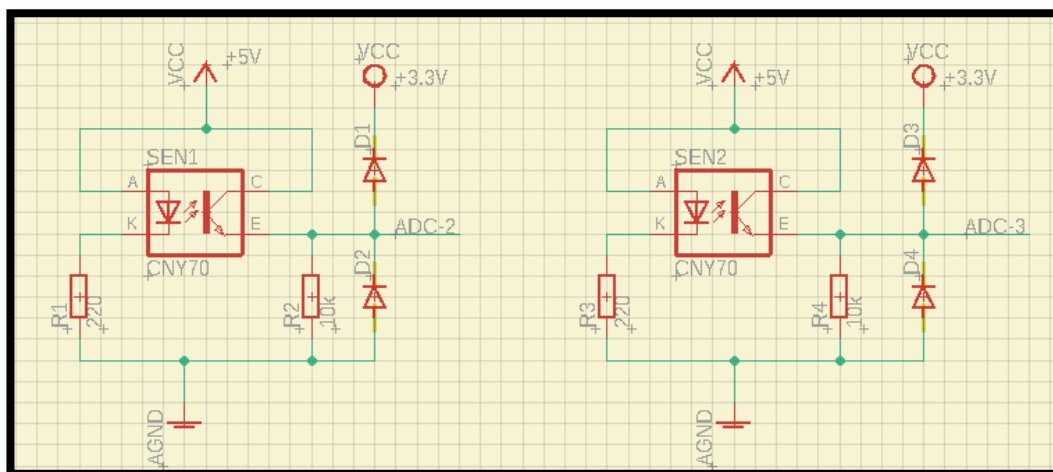 VCC
+5V
VCC
+3.3V
D1
SEN1
A
C
K
E
ADC-2
CNY70
D2
R1
220
R2
10k
AGND
VCC
+5V
VCC
+3.3V
D3
SEN2
A
C
K
E
ADC-3
CNY70
D4
R3
220
R4
10k
AGND